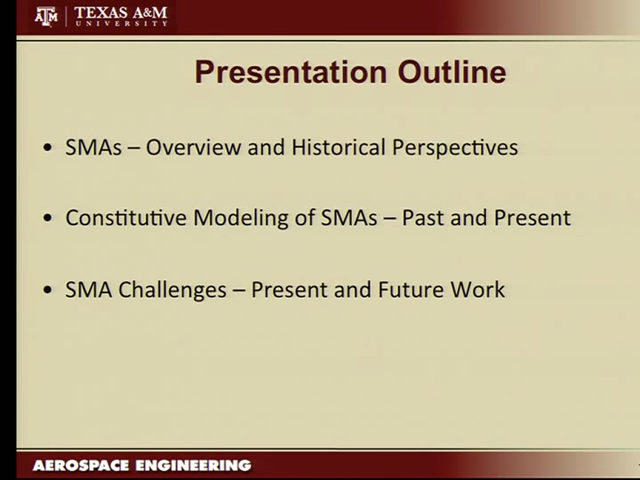 TEXAS A&M
UNIVERSITY
Presentation Outline
• SMAs – Overview and Historical Perspectives
• Constitutive Modeling of SMAs – Past and Present
• SMA Challenges – Present and Future Work
AEROSPACE ENGINEERING